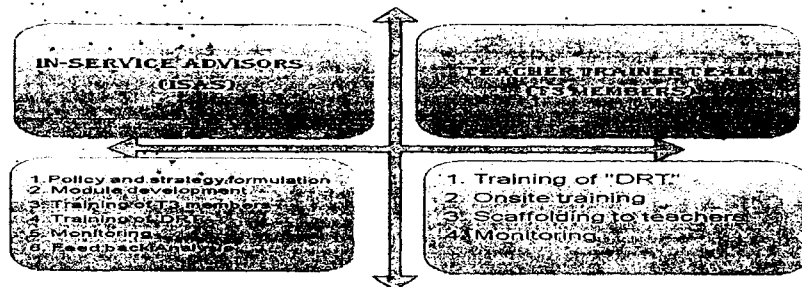 IN-SERVICE ADVISORS
(ISAS)
TEACHER TRAINER TEAM
(T3 MEMBERS)
1. Policy and strategy formulation
2. Module development
3. Training of T3 members
4. Training of DRT
5. Monitoring
6. Feedback Analysis
1. Training of "DRT"
2. Onsite training
3. Scaffolding to teachers
4. Monitoring